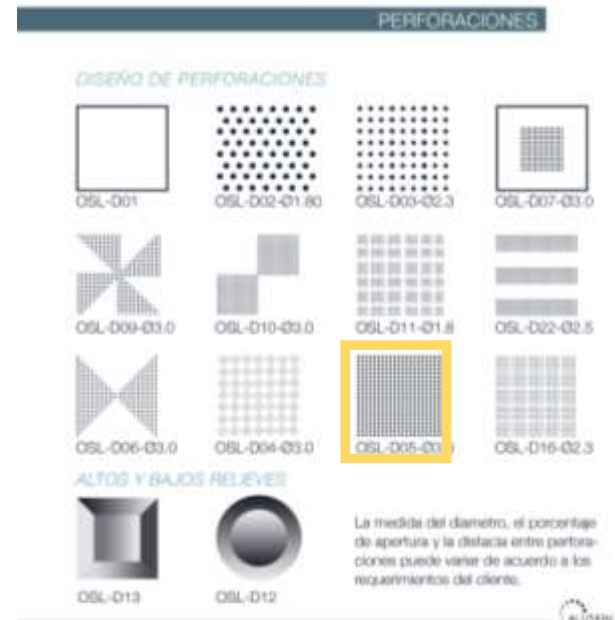 PERFORACIONES
DISEÑO DE PERFORACIONES
OSL-D01 OSL-D02-Ø1.80 OSL-D03-Ø2.3 OSL-D07-Ø3.0
OSL-D09-Ø3.0 OSL-D10-Ø3.0 OSL-D11-Ø1.8 OSL-D22-Ø2.5
OSL-D06-Ø3.0 OSL-D04-Ø3.0 OSL-D05- OSL-D16-Ø2.3
ALTOS Y BAJOS RELIEVES
OSL-D13 OSL-D12
La medida del diametro, el porcentaje
de apertura y la distacia entre perfora-
ciones puede variar de acuerdo a los
requerimientos del cliente.